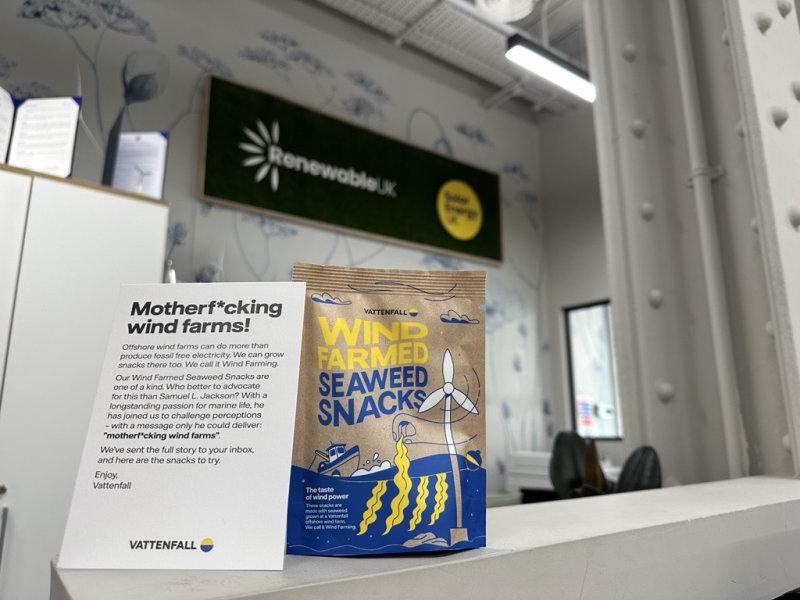 RenewableUK
Solar
Energy
UK
Motherf*cking
wind farms!
Offshore wind farms can do more than
produce fossil free electricity. We can grow
snacks there too. We call it Wind Farming.
Our Wind Farmed Seaweed Snacks are
one of a kind. Who better to advocate
for this than Samuel L. Jackson? With a
longstanding passion for marine life, he
has joined us to challenge perceptions
– with a message only he could deliver:
"motherf*cking wind farms".
We've sent the full story to your inbox,
and here are the snacks to try.
Enjoy,
Vattenfall
VATTENFALL
VATTENFALL
WIND
FARMED
SEAWEED
SNACKS
The taste
of wind power
These snacks are
made with seaweed
grown at a Vattenfall
offshore wind farm.
We call it Wind Farming.